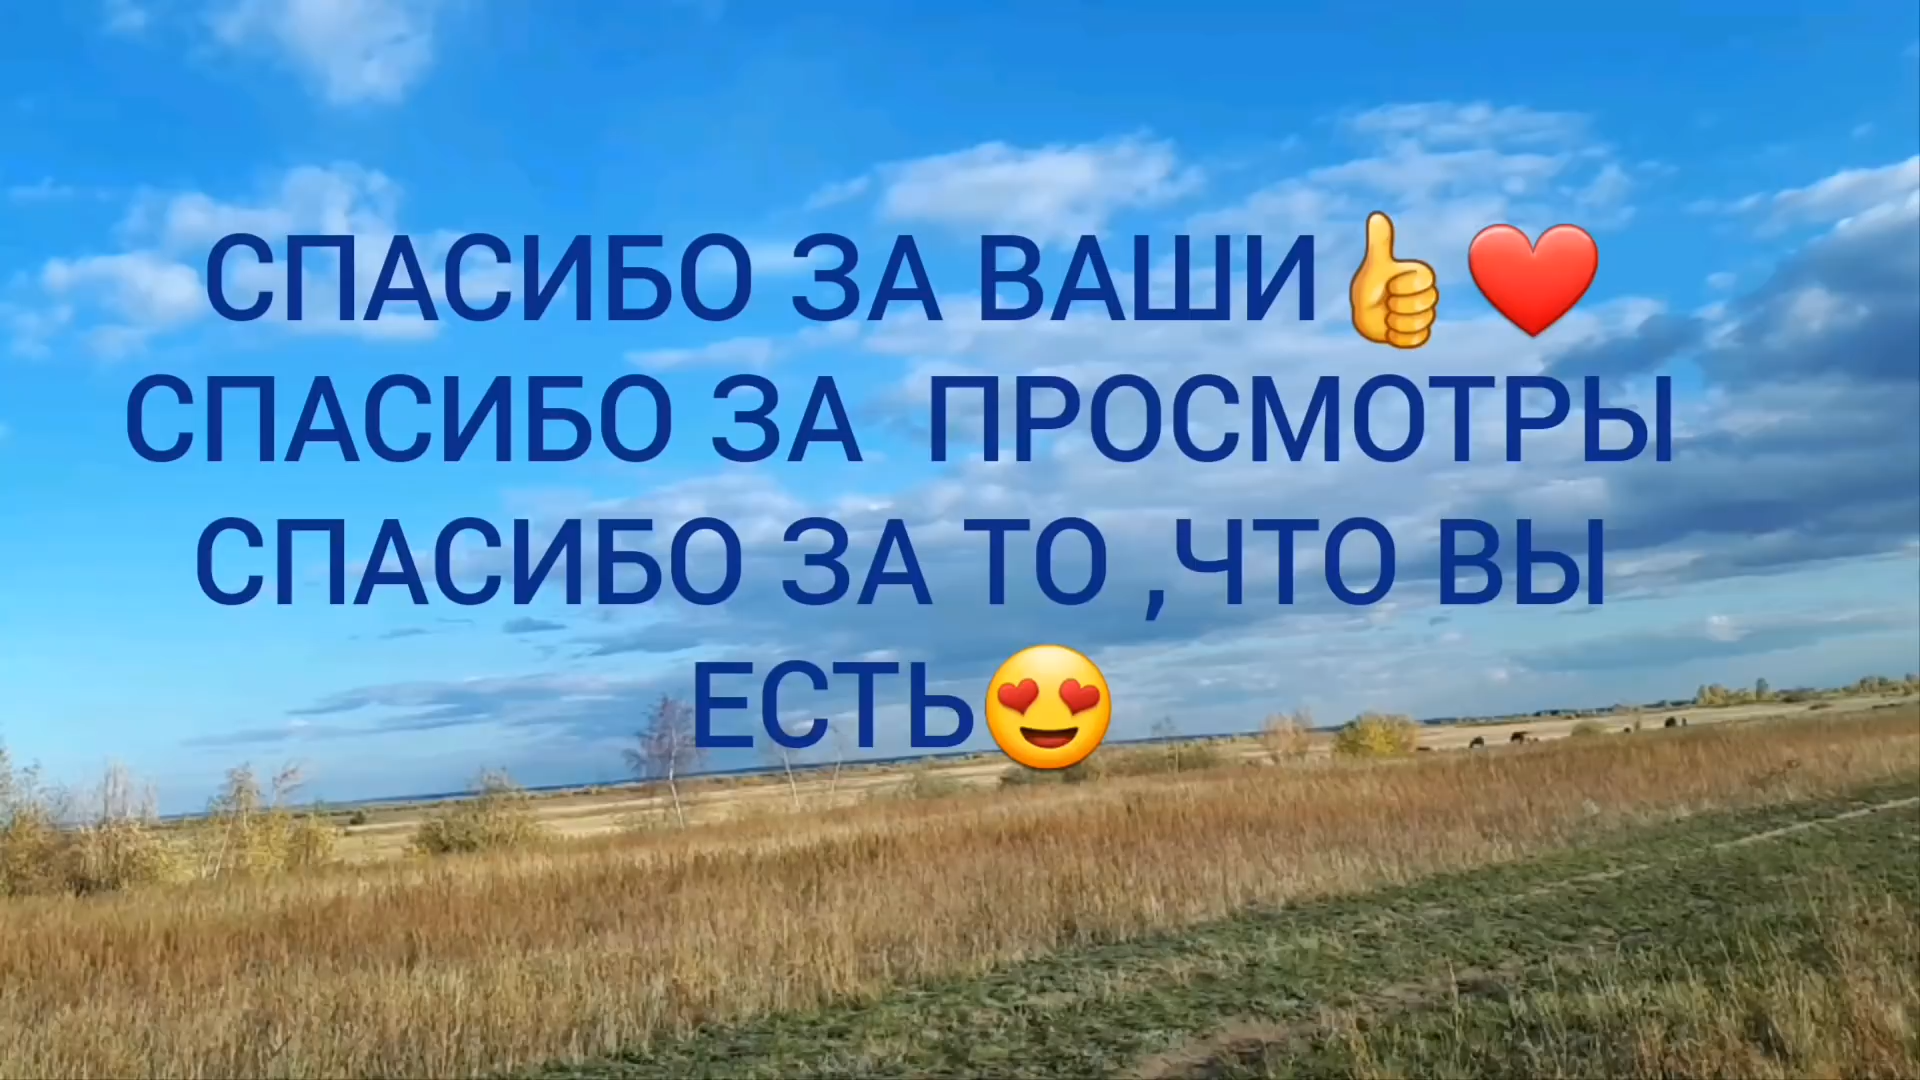 СПАСИБО ЗА ВАШИ👍❤️
СПАСИБО ЗА  ПРОСМОТРЫ
СПАСИБО ЗА ТО ,ЧТО ВЫ
ЕСТЬ😍